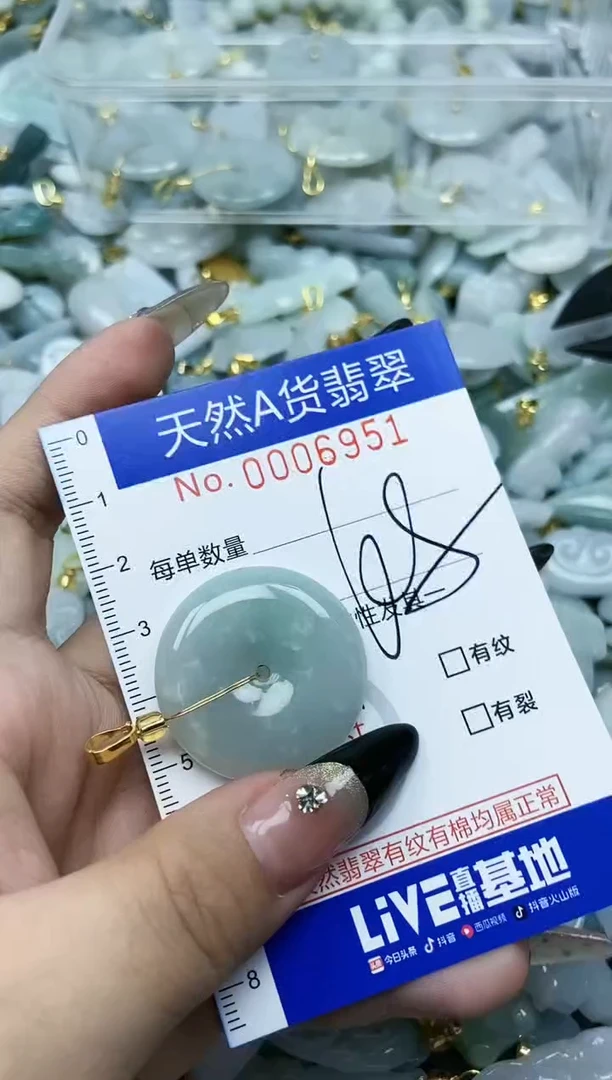 天然A货翡翠
No. 0006951
0
1
2
每单数量
3
有纹
有裂
5
然翡翠有纹有棉均属正常
LiVE直播基地
今日头条 抖音 西瓜视频 抖音火山版
8